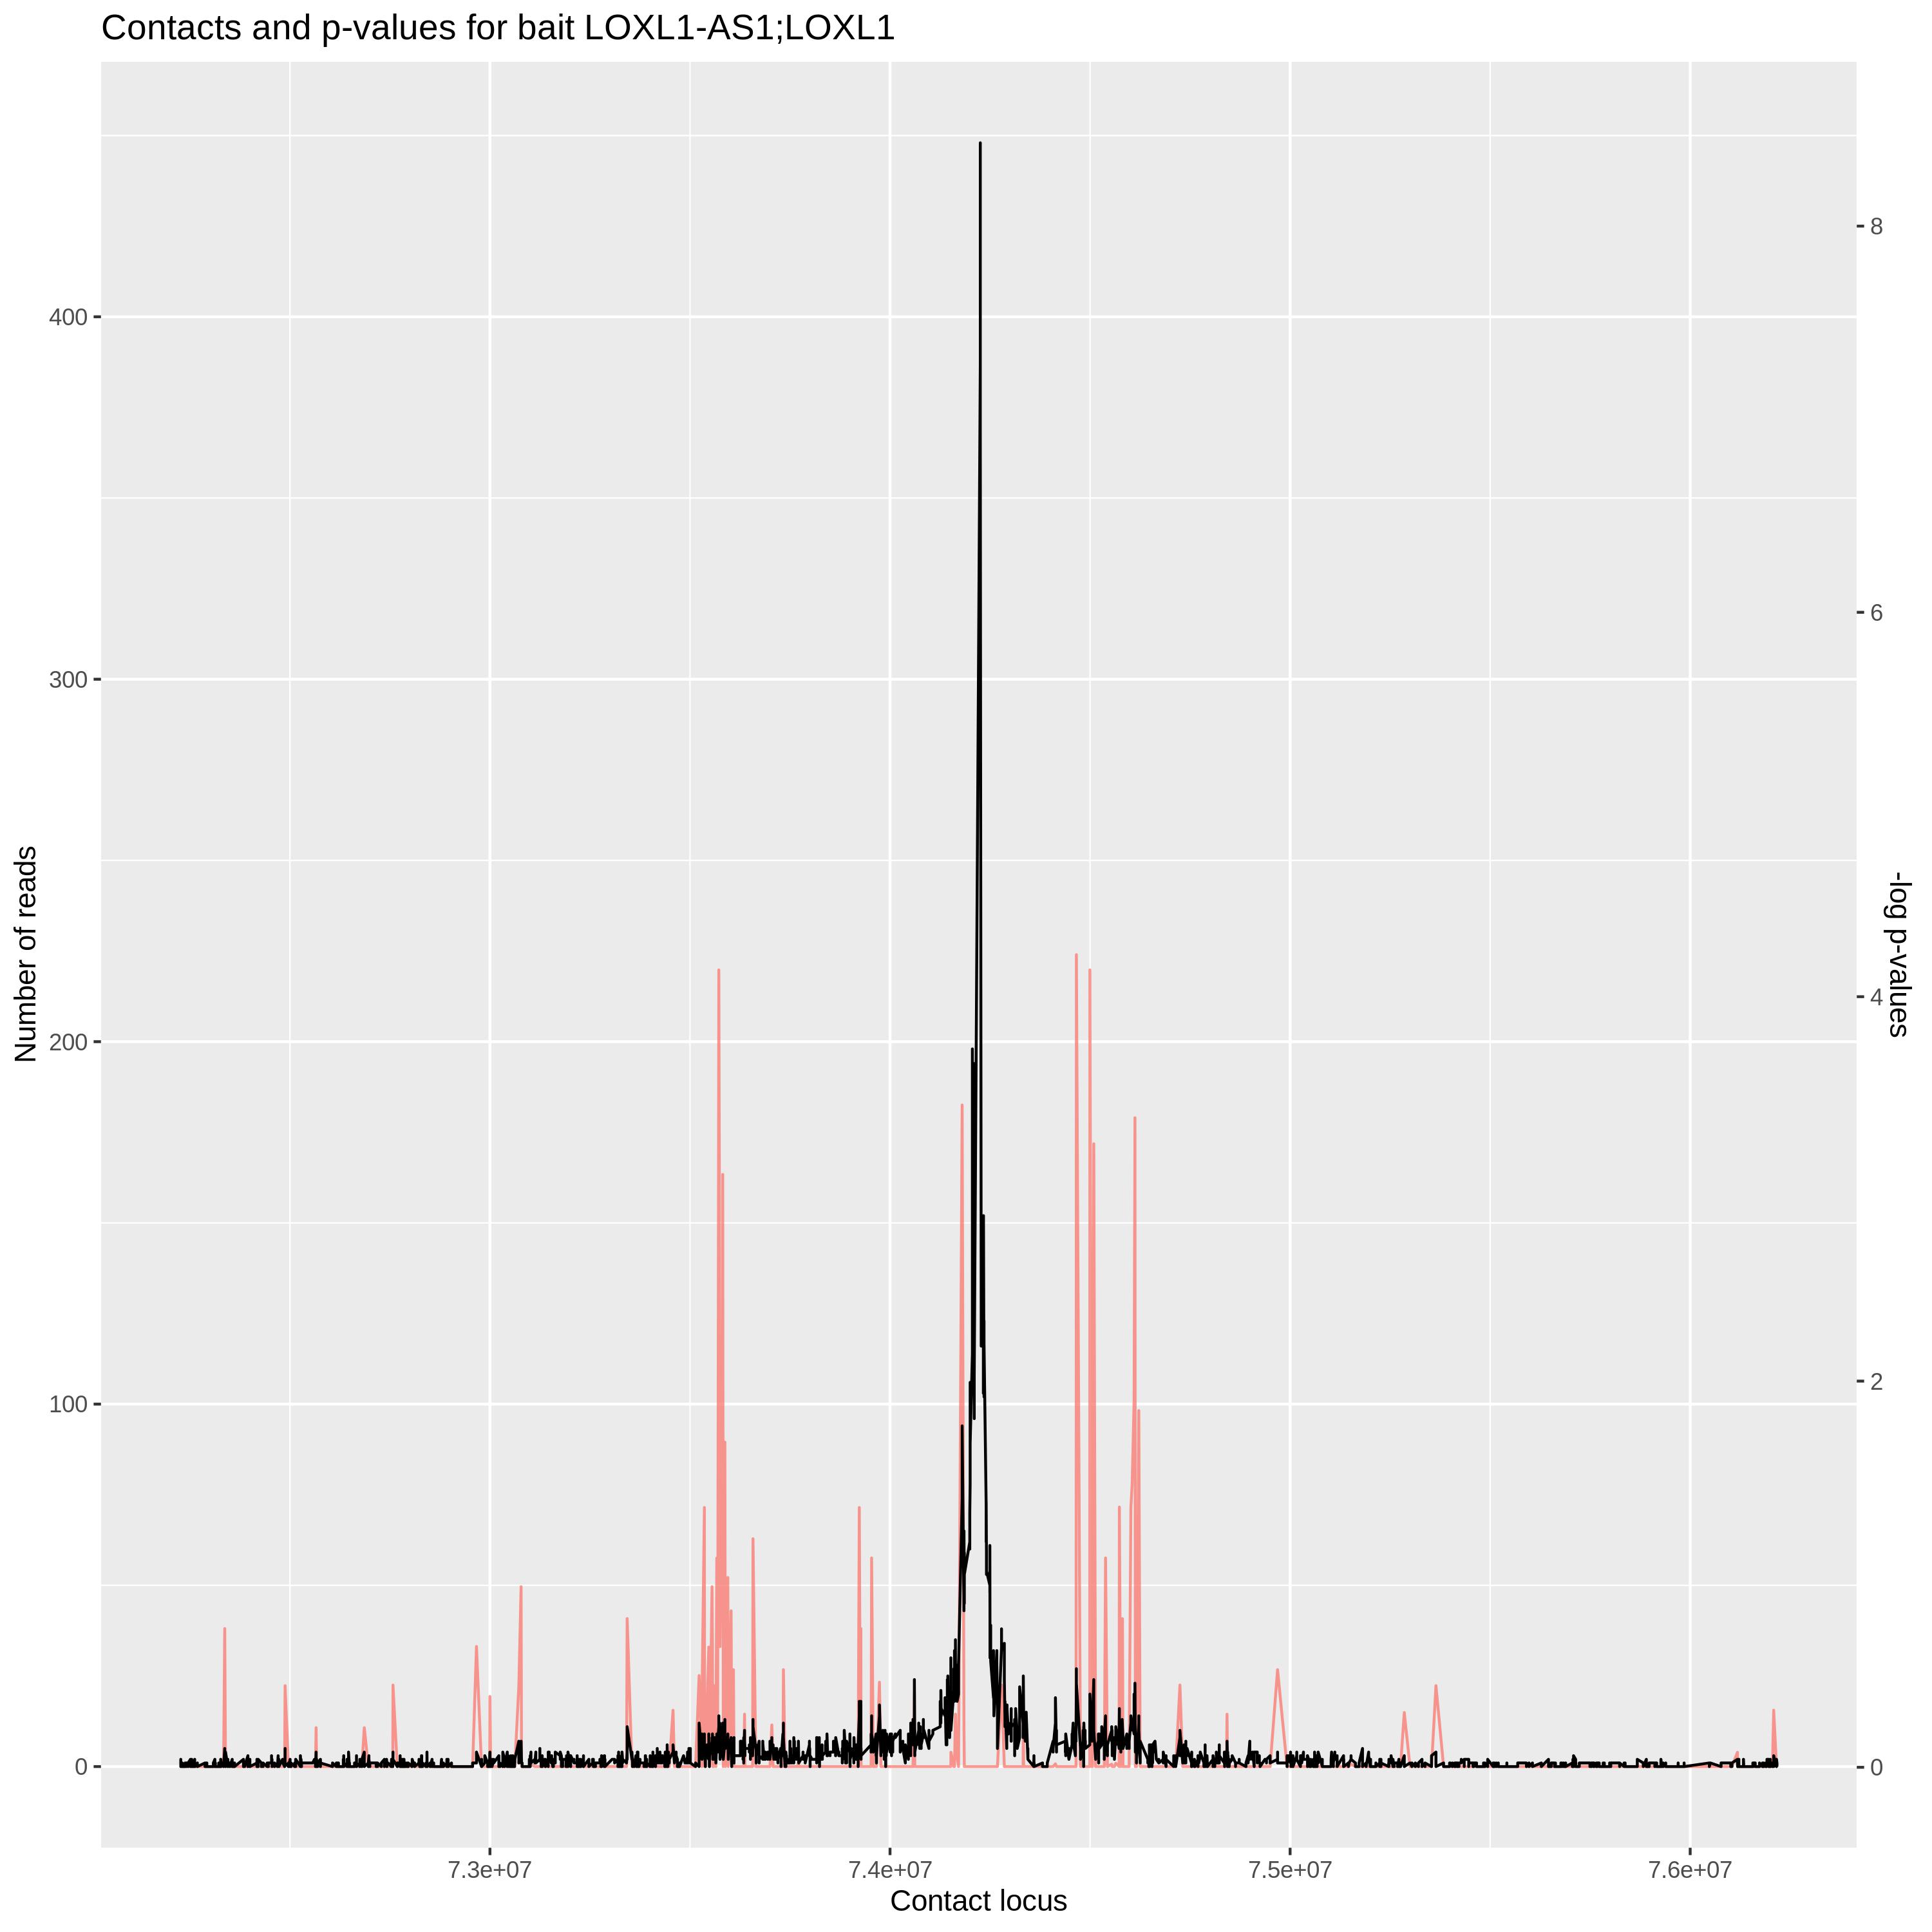 Contacts and p-values for bait LOXL1-AS1;LOXL1
400
300
200
100
0
Number of reads
8
6
4
2
0
-log p-values
7.3e+07
7.4e+07
7.5e+07
7.6e+07
Contact locus